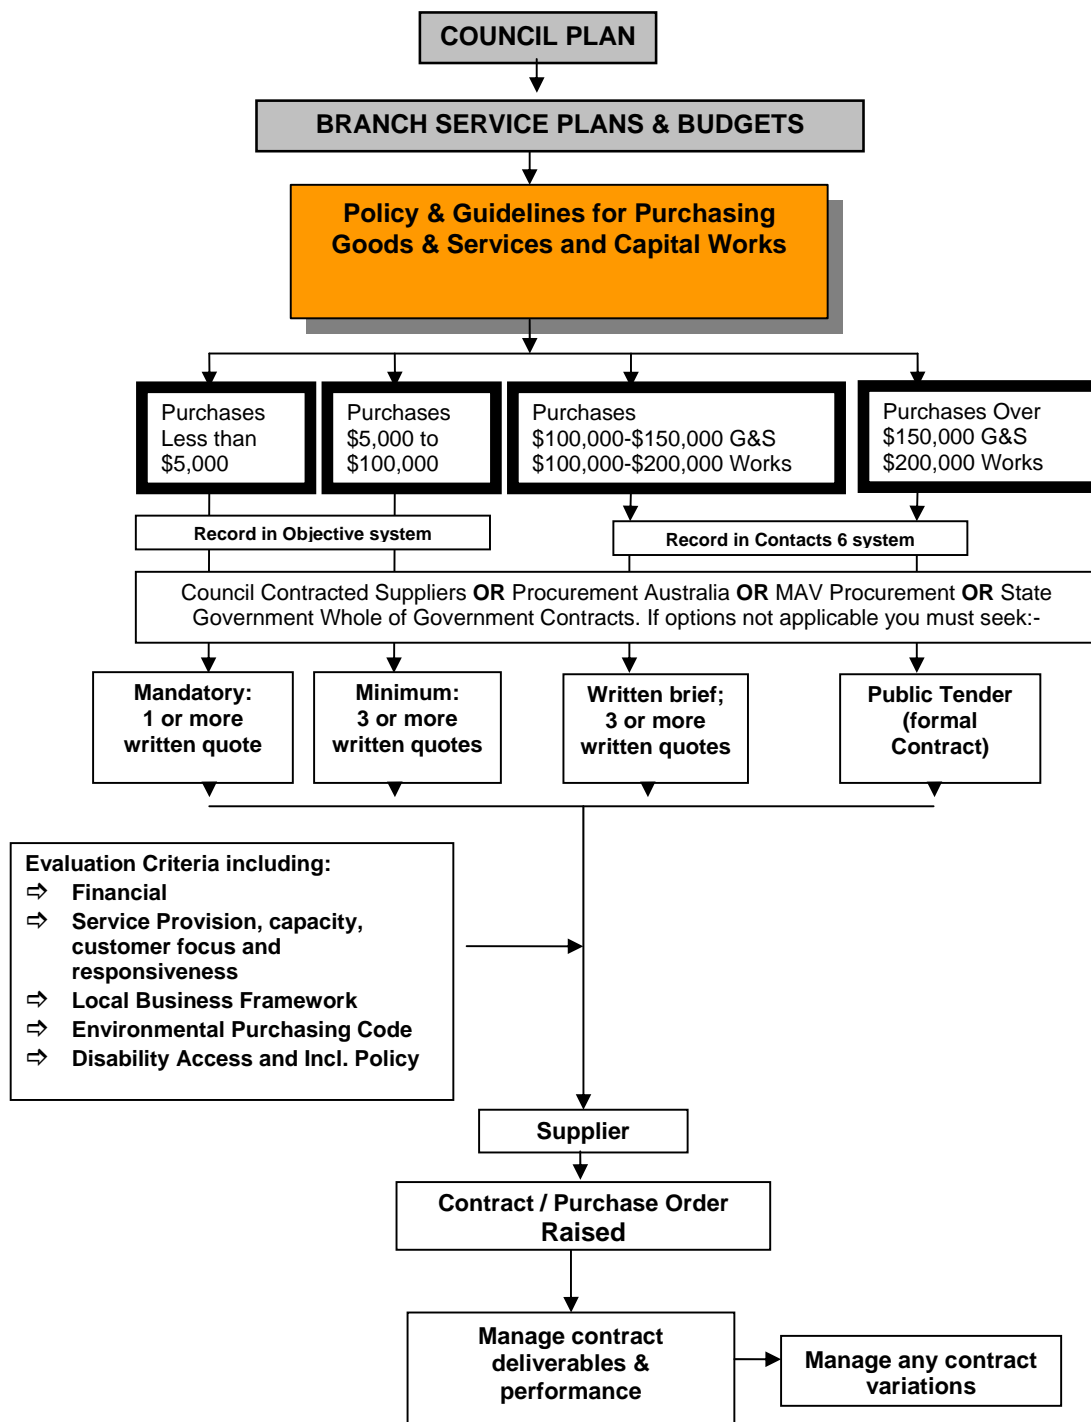 COUNCIL PLAN
BRANCH SERVICE PLANS & BUDGETS
Policy & Guidelines for Purchasing
Goods & Services and Capital Works
Purchases
Less than
$5,000
Purchases
$5,000 to
$100,000
Purchases
$100,000-$150,000 G&S
$100,000-$200,000 Works
Purchases Over
$150,000 G&S
$200,000 Works
Record in Objective system
Record in Contacts 6 system
Council Contracted Suppliers OR Procurement Australia OR MAV Procurement OR State
Government Whole of Government Contracts. If options not applicable you must seek:-
Mandatory:
1 or more
written quote
Minimum:
3 or more
written quotes
Written brief;
3 or more
written quotes
Public Tender
(formal
Contract)
Evaluation Criteria including:
⇨ Financial
⇨ Service Provision, capacity,
customer focus and
responsiveness
⇨ Local Business Framework
⇨ Environmental Purchasing Code
⇨ Disability Access and Incl. Policy
Supplier
Contract / Purchase Order
Raised
Manage contract
deliverables &
performance
Manage any contract
variations